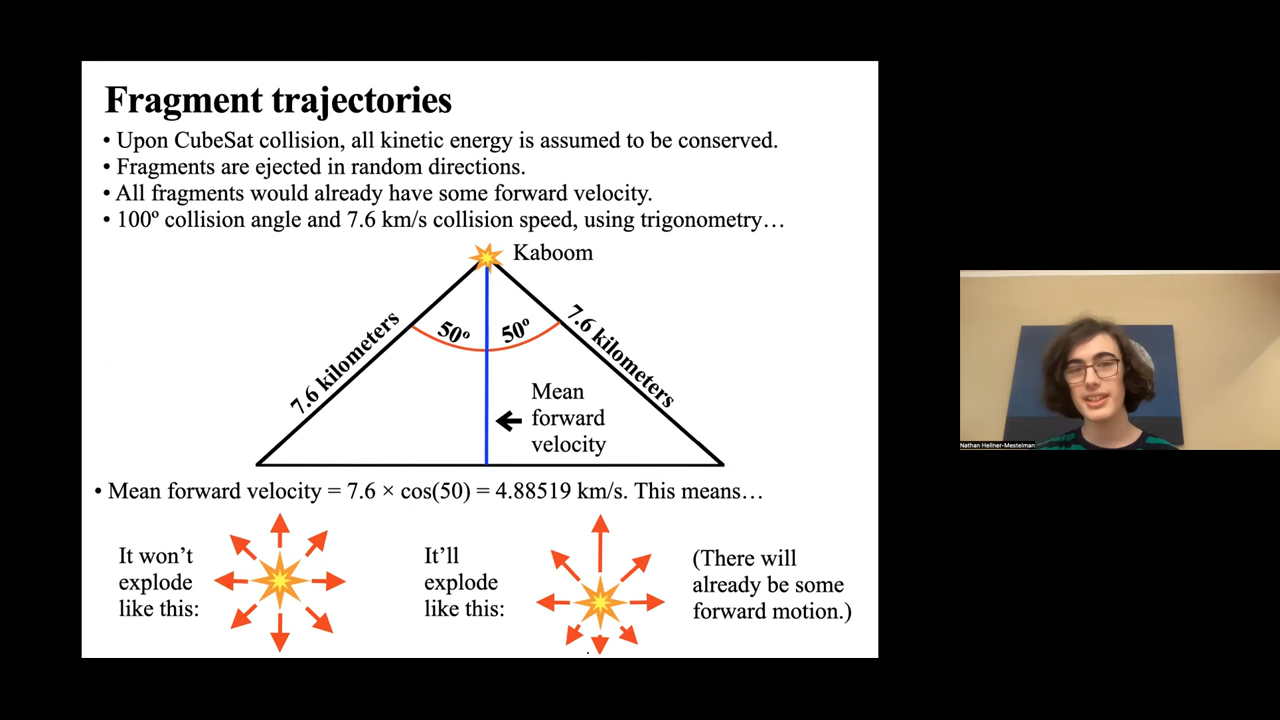 Fragment trajectories
• Upon CubeSat collision, all kinetic energy is assumed to be conserved.
• Fragments are ejected in random directions.
• All fragments would already have some forward velocity.
• 100º collision angle and 7.6 km/s collision speed, using trigonometry…
Kaboom
7.6 kilometers
50º
50º
7.6 kilometers
Mean
forward
velocity
• Mean forward velocity = 7.6 × cos(50) = 4.88519 km/s. This means…
It won’t
explode
like this:
It’ll
explode
like this:
(There will
already be some
forward motion.)
Nathan Hellner-Mestelman